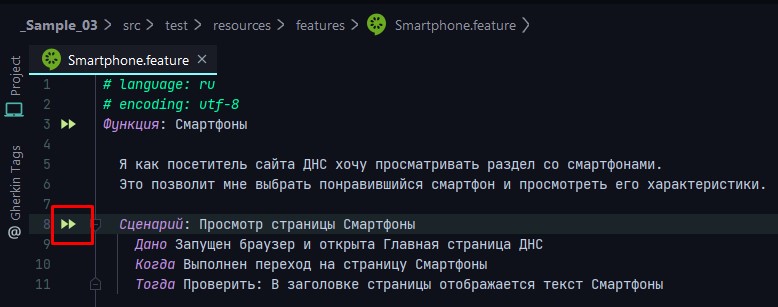 _Sample_03 > src > test > resources > features > Smartphone.feature >
Smartphone.feature ×
Project
Gherkin Tags
1 # language: ru
2 # encoding: utf-8
3 Функция: Смартфоны
4
5 Я как посетитель сайта ДНС хочу просматривать раздел со смартфонами.
6 Это позволит мне выбрать понравившийся смартфон и просмотреть его характеристики.
7
8 Сценарий: Просмотр страницы Смартфоны
9 Дано Запущен браузер и открыта Главная страница ДНС
10 Когда Выполнен переход на страницу Смартфоны
11 Тогда Проверить: В заголовке страницы отображается текст Смартфоны